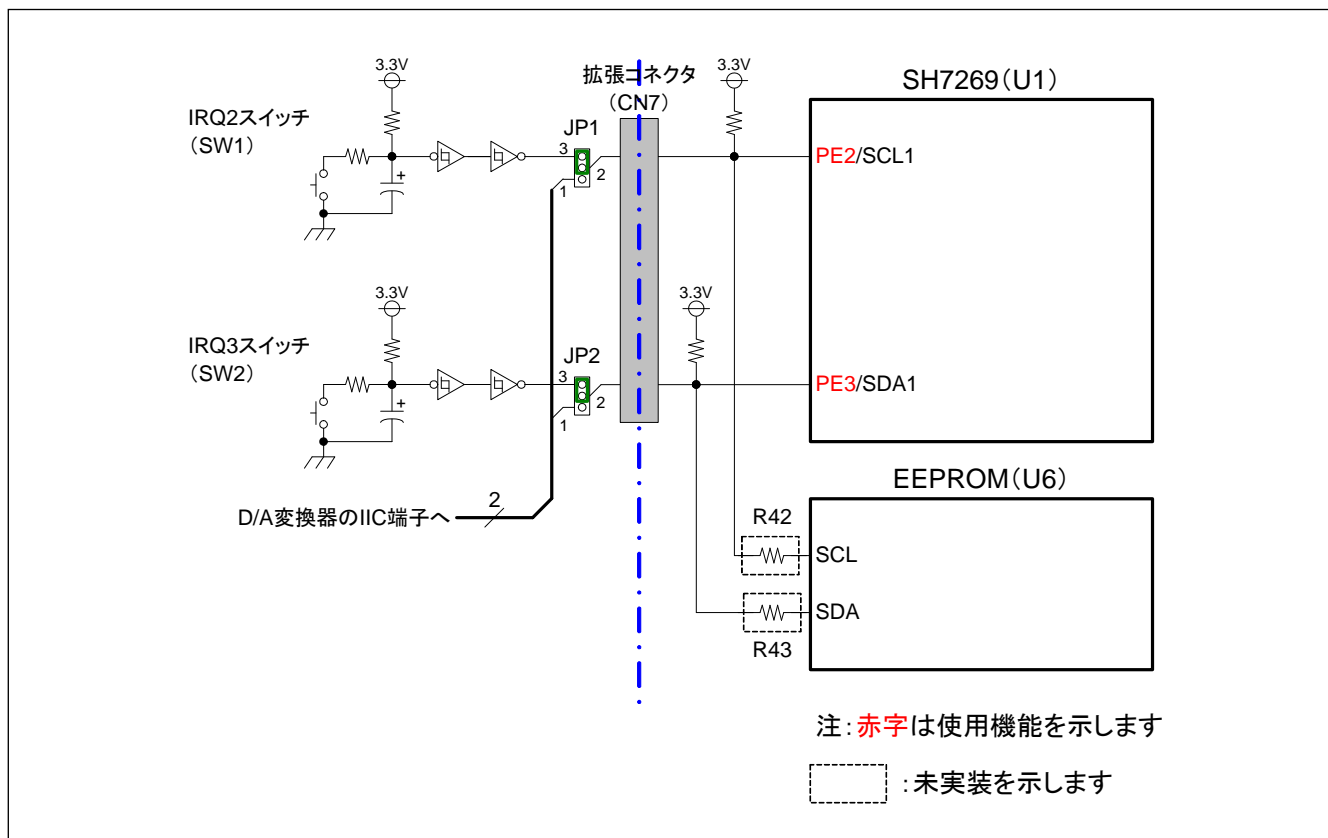 3.3V
IRQ2スイッチ
(SW1)
+
JP1
3
2
1
拡張コネクタ
(CN7)
3.3V
SH7269(U1)
PE2/SCL1
3.3V
IRQ3スイッチ
(SW2)
+
JP2
3
2
1
3.3V
PE3/SDA1
D/A変換器のIIC端子へ
2
EEPROM(U6)
R42
SCL
SDA
R43
注:赤字は使用機能を示します
:未実装を示します